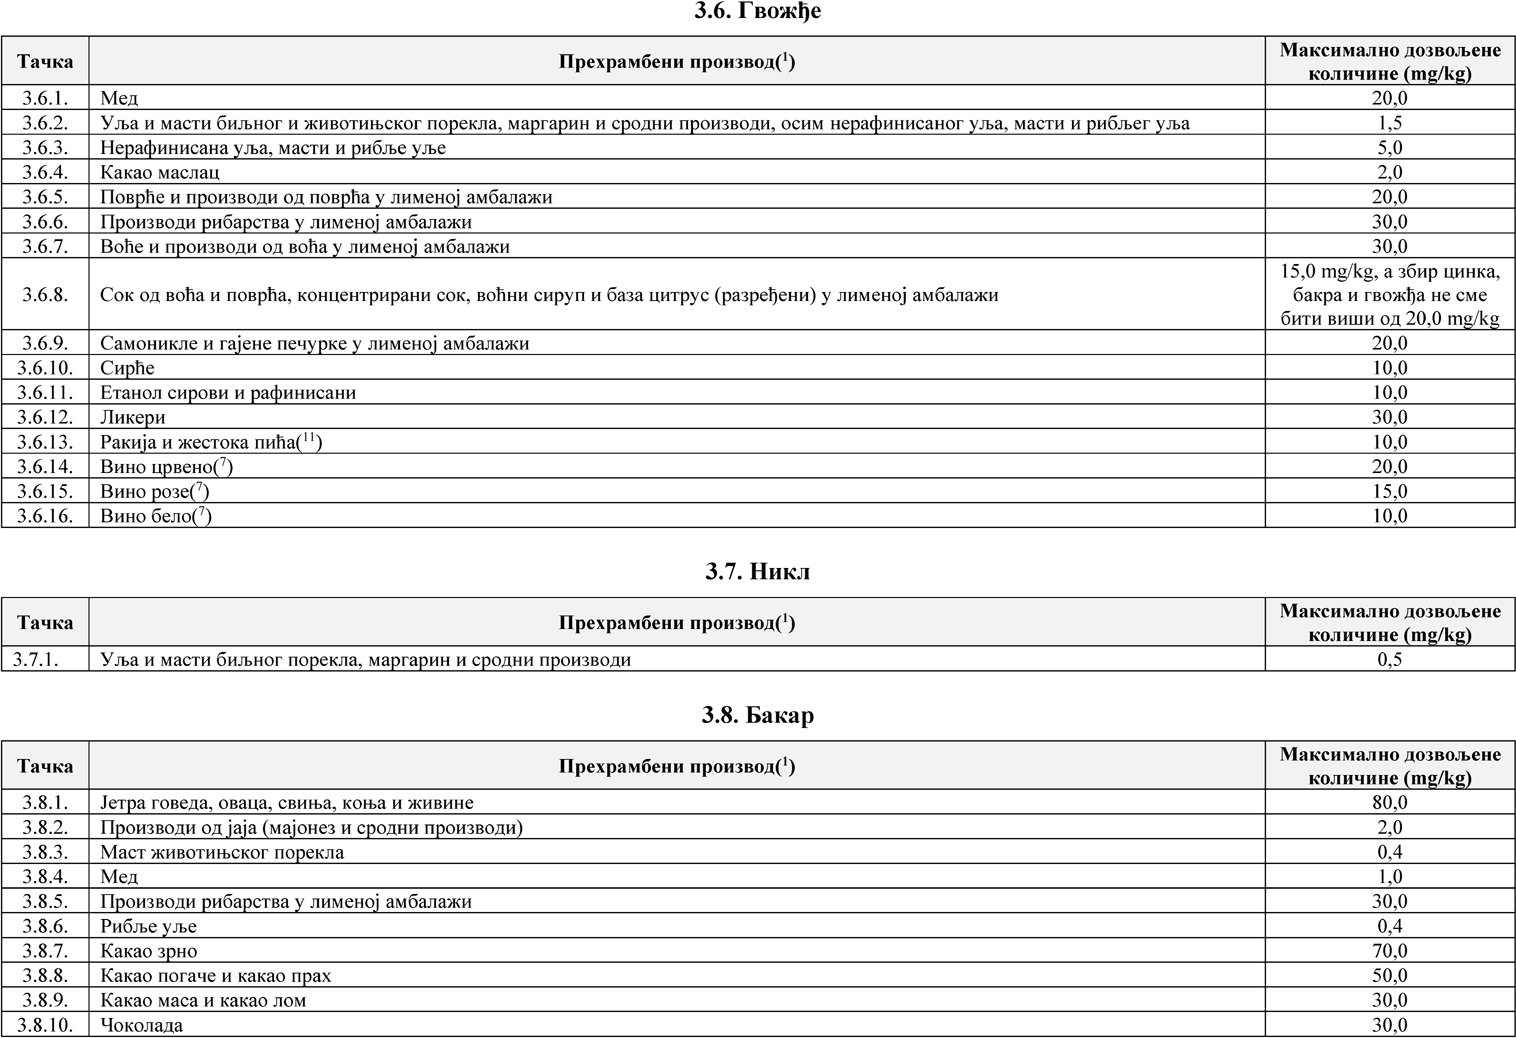 3.6. Гвожђе
Тачка Прехрамбени производ(1) Максимално дозвољене количине (mg/kg)
3.6.1. Мед 20,0
3.6.2. Уља и масти биљног и животињског порекла, маргарин и сродни производи, осим нерафинисаног уља, масти и рибљег уља 1,5
3.6.3. Нерафинисана уља, масти и рибље уље 5,0
3.6.4. Какао маслац 2,0
3.6.5. Поврће и производи од поврћа у лименој амбалажи 20,0
3.6.6. Производи рибарства у лименој амбалажи 30,0
3.6.7. Воће и производи од воћа у лименој амбалажи 30,0
3.6.8. Сок од воћа и поврћа, концентрирани сок, воћни сируп и база цитрус (разређени) у лименој амбалажи 15,0 mg/kg, а збир цинка, бакра и гвожђа не сме бити виши од 20,0 mg/kg
3.6.9. Самоникле и гајене печурке у лименој амбалажи 20,0
3.6.10. Сирће 10,0
3.6.11. Етанол сирови и рафинисани 10,0
3.6.12. Ликери 30,0
3.6.13. Ракија и жестока пића(11) 10,0
3.6.14. Вино црвено(7) 20,0
3.6.15. Вино розе(7) 15,0
3.6.16. Вино бело(7) 10,0
3.7. Никл
Тачка Прехрамбени производ(1) Максимално дозвољене количине (mg/kg)
3.7.1. Уља и масти биљног порекла, маргарин и сродни производи 0,5
3.8. Бакар
Тачка Прехрамбени производ(1) Максимално дозвољене количине (mg/kg)
3.8.1. Јетра говеда, оваца, свиња, коња и живине 80,0
3.8.2. Производи од јаја (мајонез и сродни производи) 2,0
3.8.3. Маст животињског порекла 0,4
3.8.4. Мед 1,0
3.8.5. Производи рибарства у лименој амбалажи 30,0
3.8.6. Рибље уље 0,4
3.8.7. Какао зрно 70,0
3.8.8. Какао погаче и какао прах 50,0
3.8.9. Какао маса и какао лом 30,0
3.8.10. Чоколада 30,0